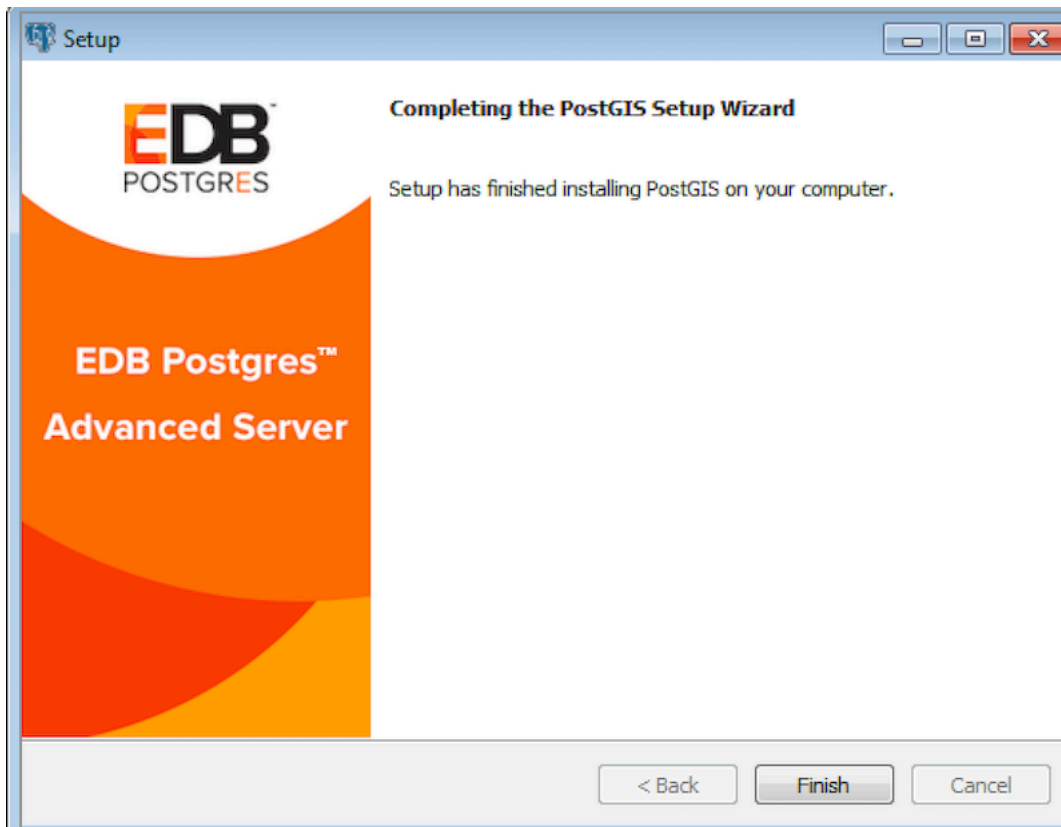 Setup
EDB™
POSTGRES
EDB Postgres™
Advanced Server
Completing the PostGIS Setup Wizard
Setup has finished installing PostGIS on your computer.
< Back
Finish
Cancel